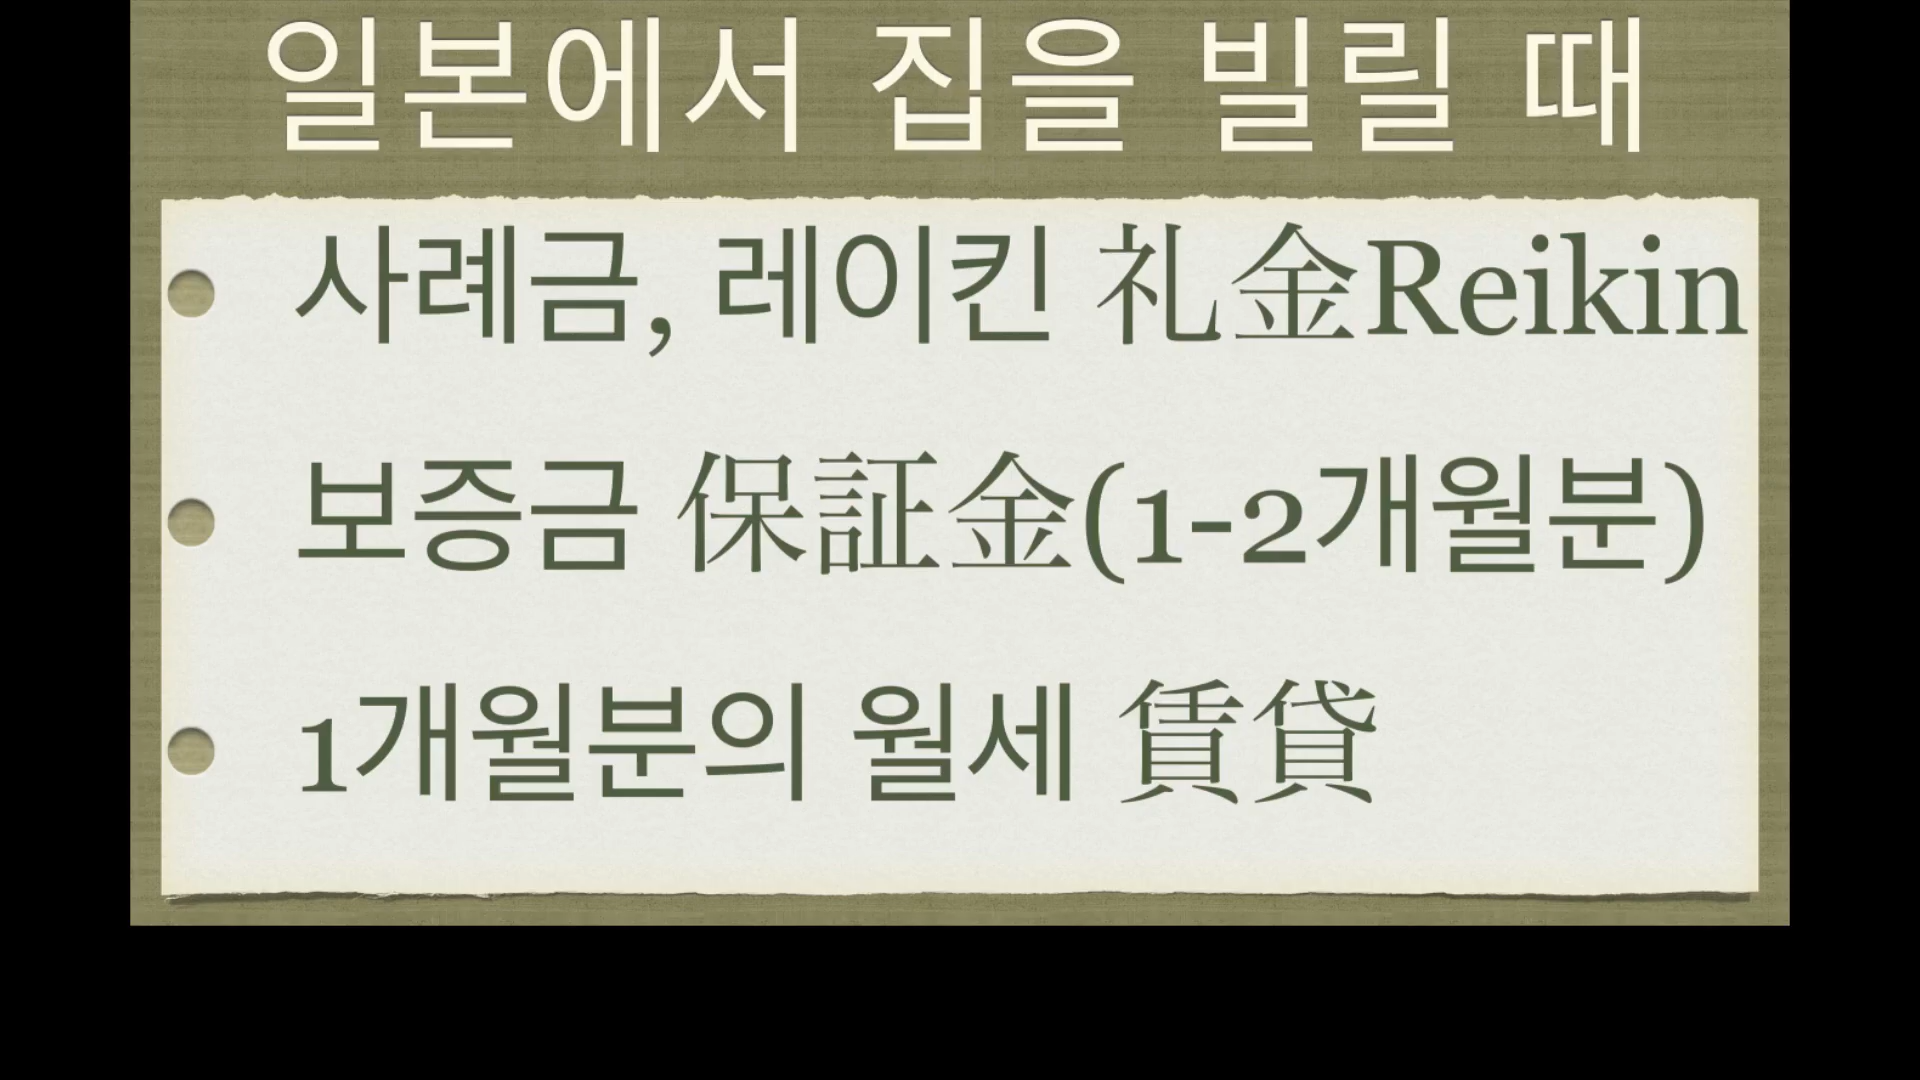 일본에서 집을 빌릴 때
사례금, 레이킨 礼金Reikin
보증금 保証金(1-2개월분)
1개월분의 월세 賃貸